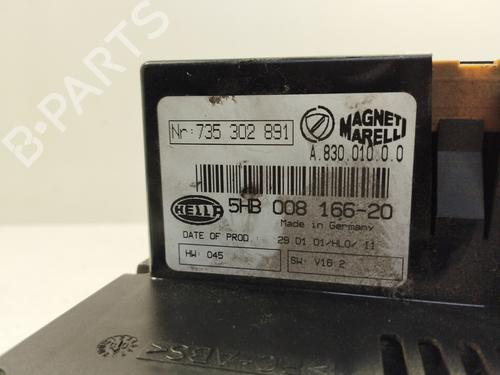 B-PARTS
Nr: 735 302 891
MAGNETI
MARELLI
A.830.010.0.0
HELLA
5HB 008 166-20
Made in Germany
DATE OF PROD.: 29 01 01/HLO/ 11
HW: 045
SW: V16.2